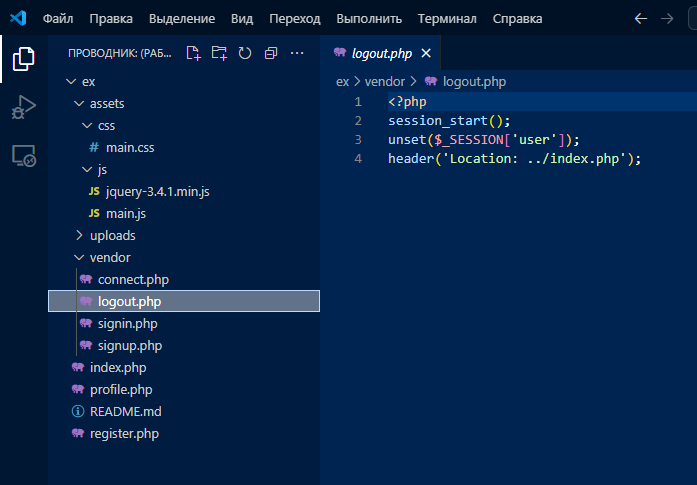 Файл Правка Выделение Вид Переход Выполнить Терминал Справка
ПРОВОДНИК: (РАБ...
ex
assets
css
# main.css
js
JS jquery-3.4.1.min.js
JS main.js
uploads
vendor
connect.php
logout.php
signin.php
signup.php
index.php
profile.php
README.md
register.php
logout.php
ex > vendor > logout.php
1 <?php
2 session_start();
3 unset($_SESSION['user']);
4 header('Location: ../index.php');